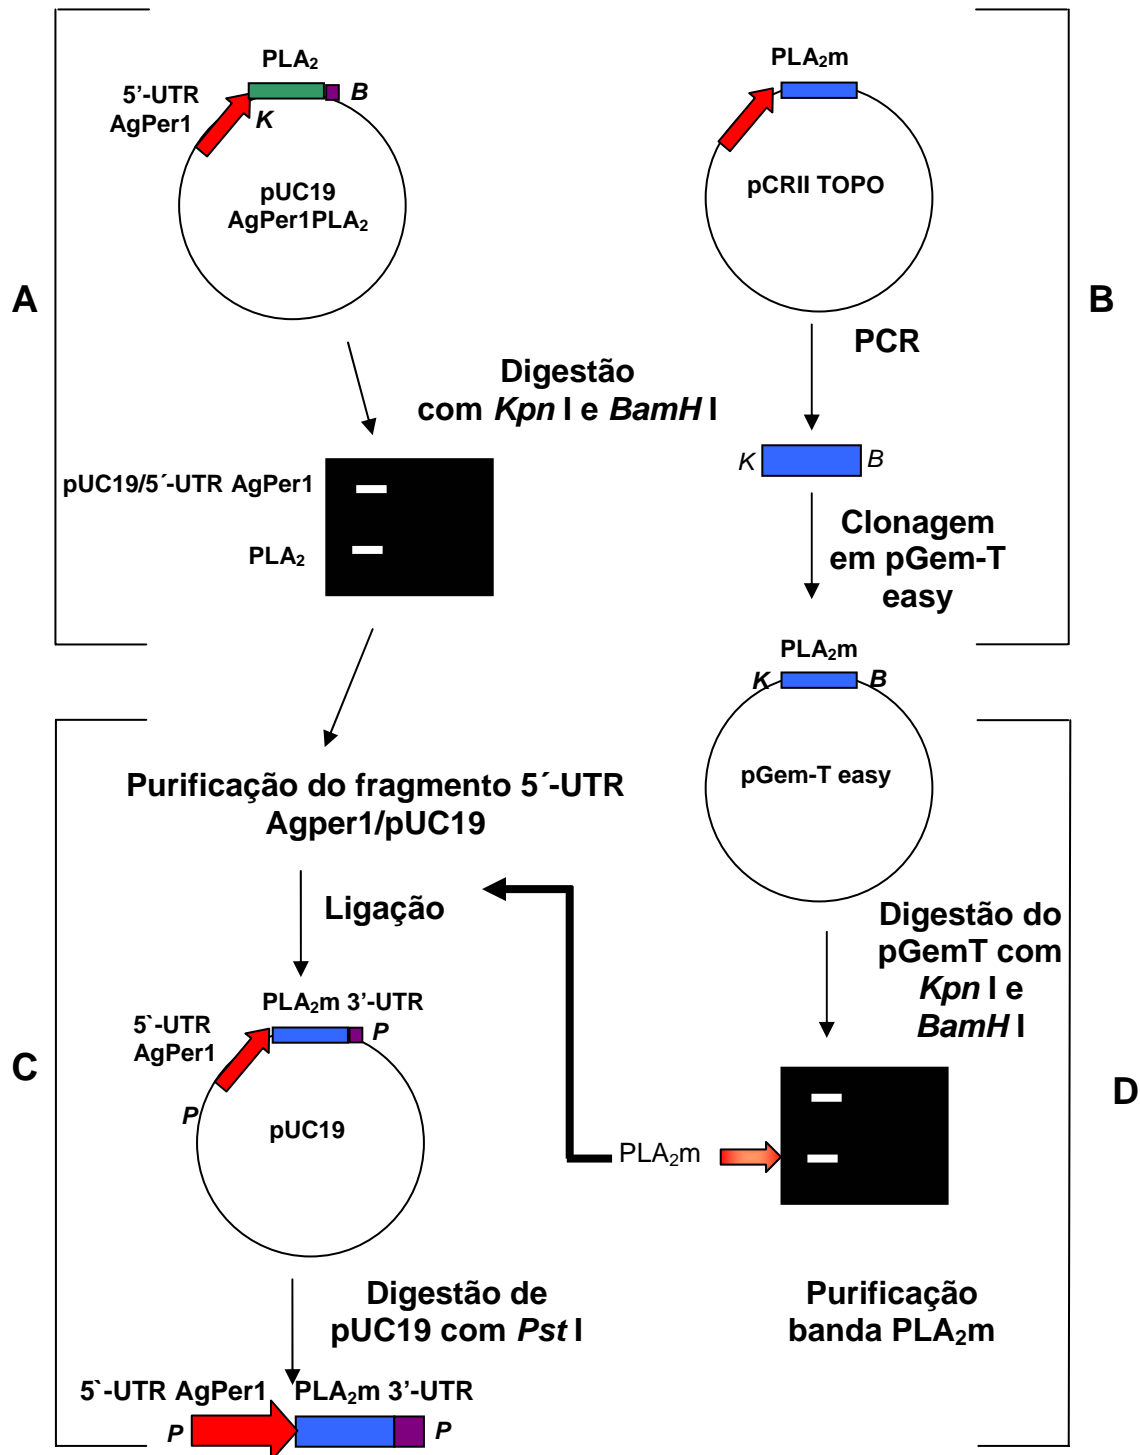 A
PLA₂
5’-UTR
AgPer1
K
B
pUC19
AgPer1PLA₂
Digestão
com Kpn I e BamH I
pUC19/5´-UTR AgPer1
PLA₂
B
PLA₂m
pCRII TOPO
PCR
K
B
Clonagem
em pGem-T
easy
PLA₂m
K
B
pGem-T easy
C
Purificação do fragmento 5´-UTR
Agper1/pUC19
Ligação
PLA₂m 3’-UTR
5`-UTR
AgPer1
P
P
pUC19
Digestão de
pUC19 com Pst I
5`-UTR AgPer1
PLA₂m 3’-UTR
P
P
D
Digestão do
pGemT com
Kpn I e
BamH I
PLA₂m
Purificação
banda PLA₂m